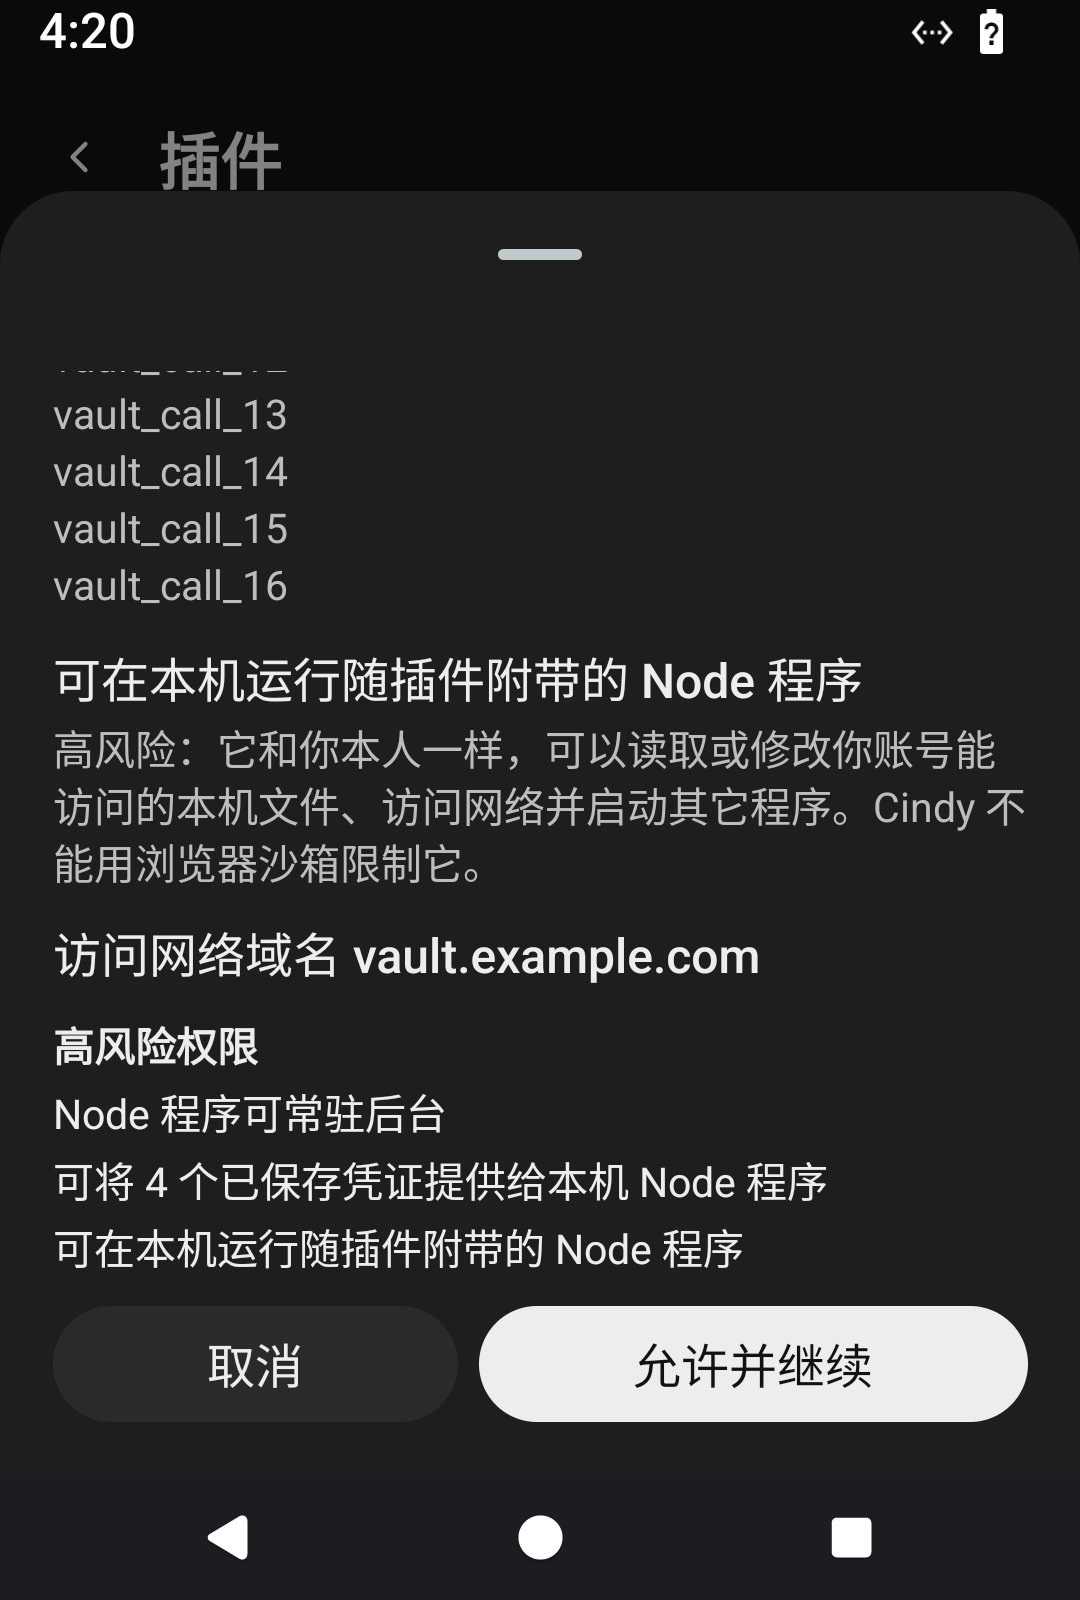 4:20
插件
vault_call_13
vault_call_14
vault_call_15
vault_call_16
可在本机运行随插件附带的 Node 程序
高风险：它和你本人一样，可以读取或修改你账号能
访问的本机文件、访问网络并启动其它程序。Cindy 不
能用浏览器沙箱限制它。
访问网络域名 vault.example.com
高风险权限
Node 程序可常驻后台
可将 4 个已保存凭证提供给本机 Node 程序
可在本机运行随插件附带的 Node 程序
取消
允许并继续